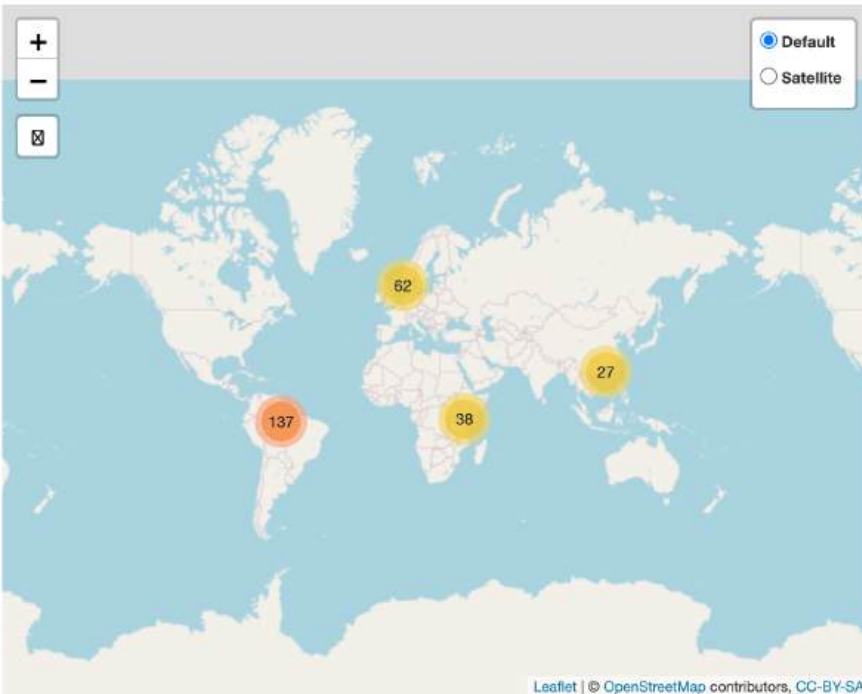 +
−
Default
Satellite
62
27
137
38
Leaflet | © OpenStreetMap contributors, CC-BY-SA